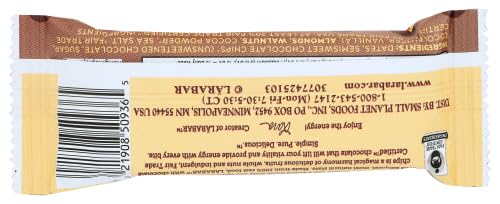 chips is magical harmony of delicious fruits, whole nuts and indulgent, Fair Trade
Certified™ chocolate that will lift your spirits and vitality and provide energy with every bite.
Simple. Pure. Delicious.™
Enjoy the energy! Lara Creator of LÄRABAR™
DIST. BY: SMALL PLANET FOODS, INC., PO BOX 9452, MINNEAPOLIS, MN 55440 USA
1-800-543-2147 (Mon-Fri 7:30-5:30 CT)
www.larabar.com 3077425103 © LÄRABAR
21908 50936 5
INGREDIENTS: DATES, SEMISWEET CHOCOLATE CHIPS† (UNSWEETENED CHOCOLATE, SUGAR,
COCOA BUTTER, VANILLA), ALMONDS, WALNUTS, COCOA POWDER, SEA SALT. †FAIR TRADE